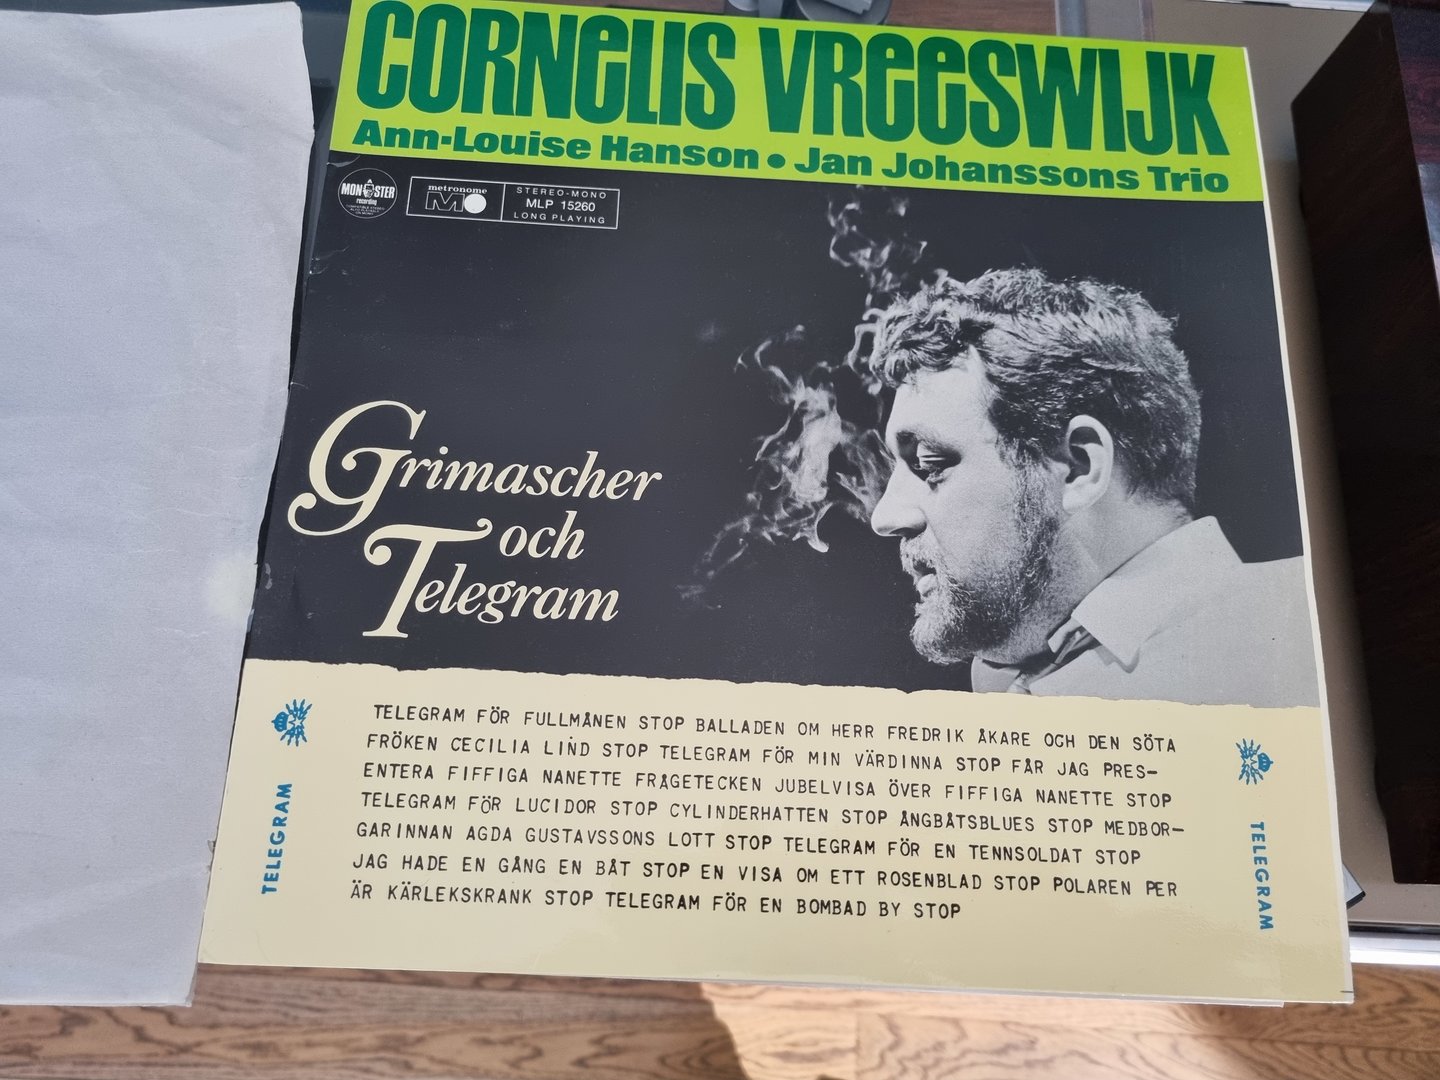 CORNELIS VREESWIJK
Ann-Louise Hanson • Jan Johanssons Trio
A
MONSTER
recording
metronome
STEREO-MONO
MLP 15260
LONG PLAYING
Grimascher
och
Telegram
TELEGRAM FÖR FULLMÅNEN STOP BALLADEN OM HERR FREDRIK ÅKARE OCH DEN SÖTA
FRÖKEN CECILIA LIND STOP TELEGRAM FÖR MIN VÄRDINNA STOP FÅR JAG PRES–
ENTERA FIFFIGA NANETTE FRÅGETECKEN JUBELVISA ÖVER FIFFIGA NANETTE STOP
TELEGRAM FÖR LUCIDOR STOP CYLINDERHATTEN STOP ÅNGBÅTSBLUES STOP MEDBOR–
GARINNAN AGDA GUSTAVSSONS LOTT STOP TELEGRAM FÖR EN TENNSOLDAT STOP
JAG HADE EN GÅNG EN BÅT STOP EN VISA OM ETT ROSENBLAD STOP POLAREN PER
ÄR KÄRLEKSKRANK STOP TELEGRAM FÖR EN BOMBAD BY STOP
TELEGRAM
TELEGRAM